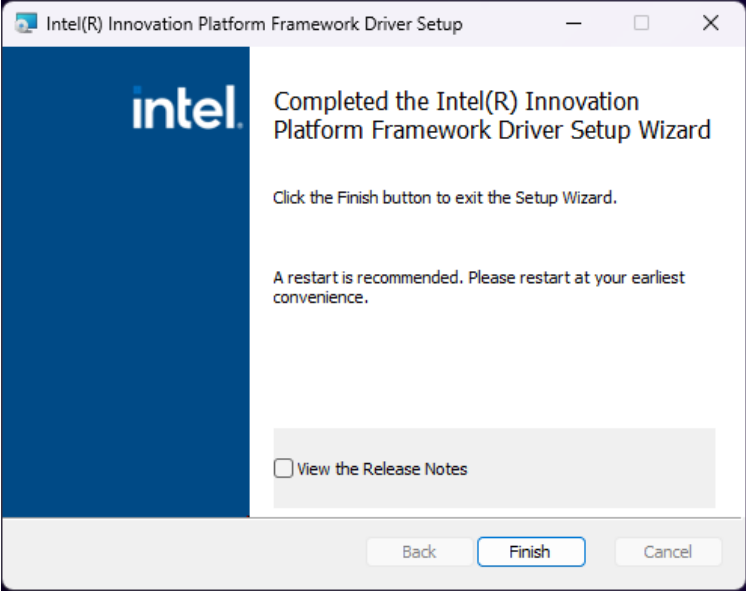 Intel(R) Innovation Platform Framework Driver Setup
intel.
Completed the Intel(R) Innovation
Platform Framework Driver Setup Wizard
Click the Finish button to exit the Setup Wizard.
A restart is recommended. Please restart at your earliest
convenience.
View the Release Notes
Back
Finish
Cancel